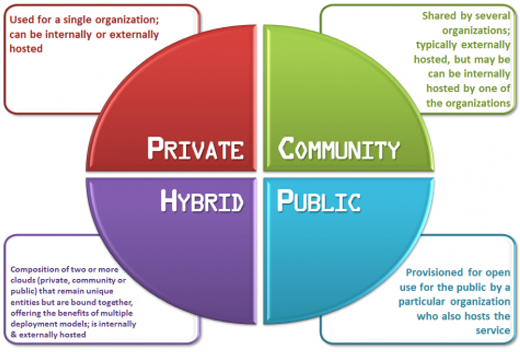 Used for a single organization;
can be internally or externally
hosted
Shared by several
organizations;
typically externally
hosted, but may be
can be internally
hosted by one of
the organizations
PRIVATE
COMMUNITY
HYBRID
PUBLIC
Composition of two or more
clouds (private, community or
public) that remain unique
entities but are bound together,
offering the benefits of multiple
deployment models; is internally
& externally hosted
Provisioned for open
use for the public by a
particular organization
who also hosts the
service